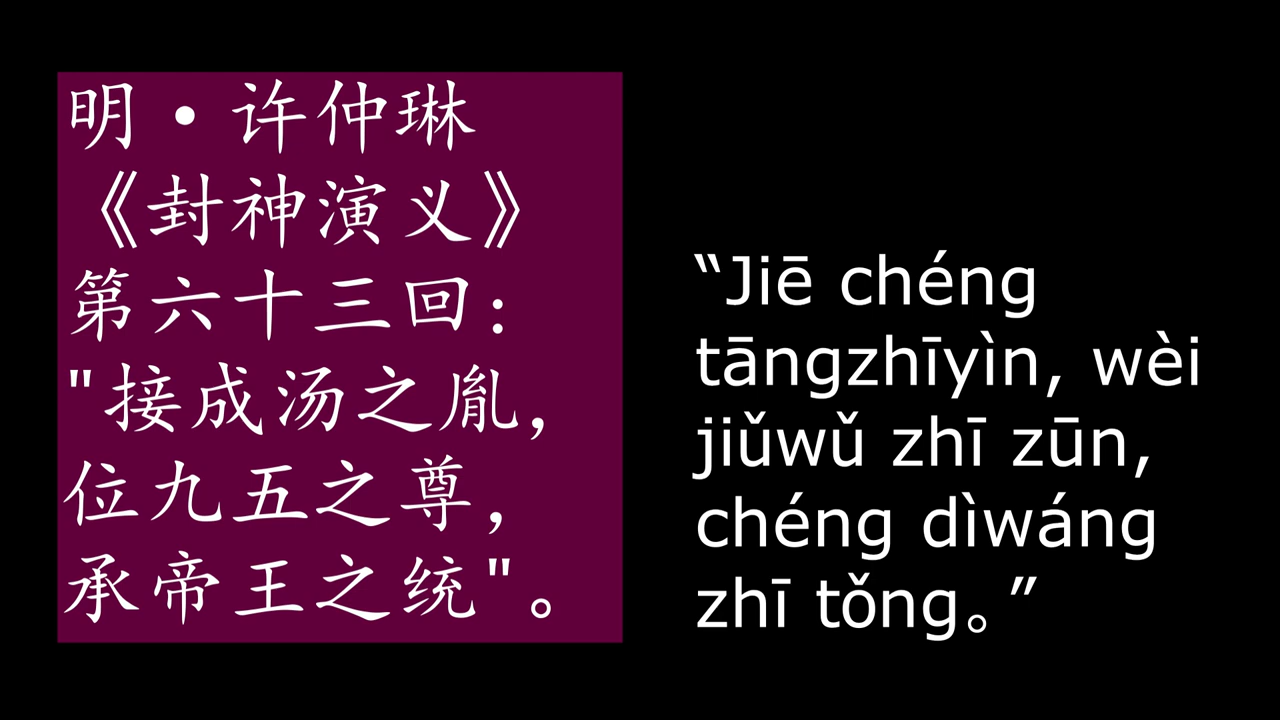 明·许仲琳
《封神演义》
第六十三回：
"接成汤之胤，
位九五之尊，
承帝王之统"。
“Jiē chéng
tāngzhīyìn, wèi
jiǔwǔ zhī zūn,
chéng dìwáng
zhī tǒng。”